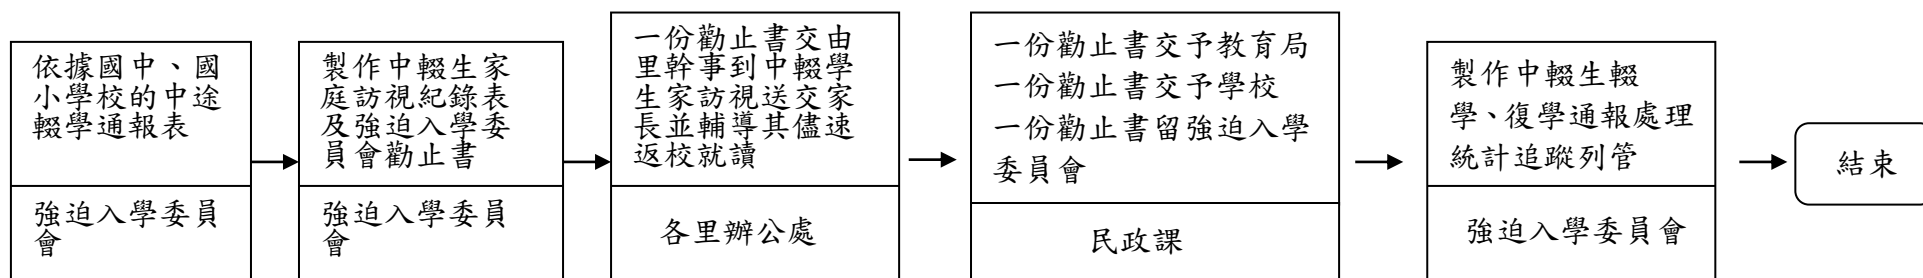 依據國中、國
小學校的中途
輟學通報表
強迫入學委員
會
製作中輟生家
庭訪視紀錄表
及強迫入學委
員會勸止書
強迫入學委員
會
一份勸止書交由
里幹事到中輟學
生家訪視送交家
長並輔導其儘速
返校就讀
各里辦公處
一份勸止書交予教育局
一份勸止書交予學校
一份勸止書留強迫入學
委員會
民政課
製作中輟生輟
學、復學通報處理
統計追蹤列管
強迫入學委員會
結束